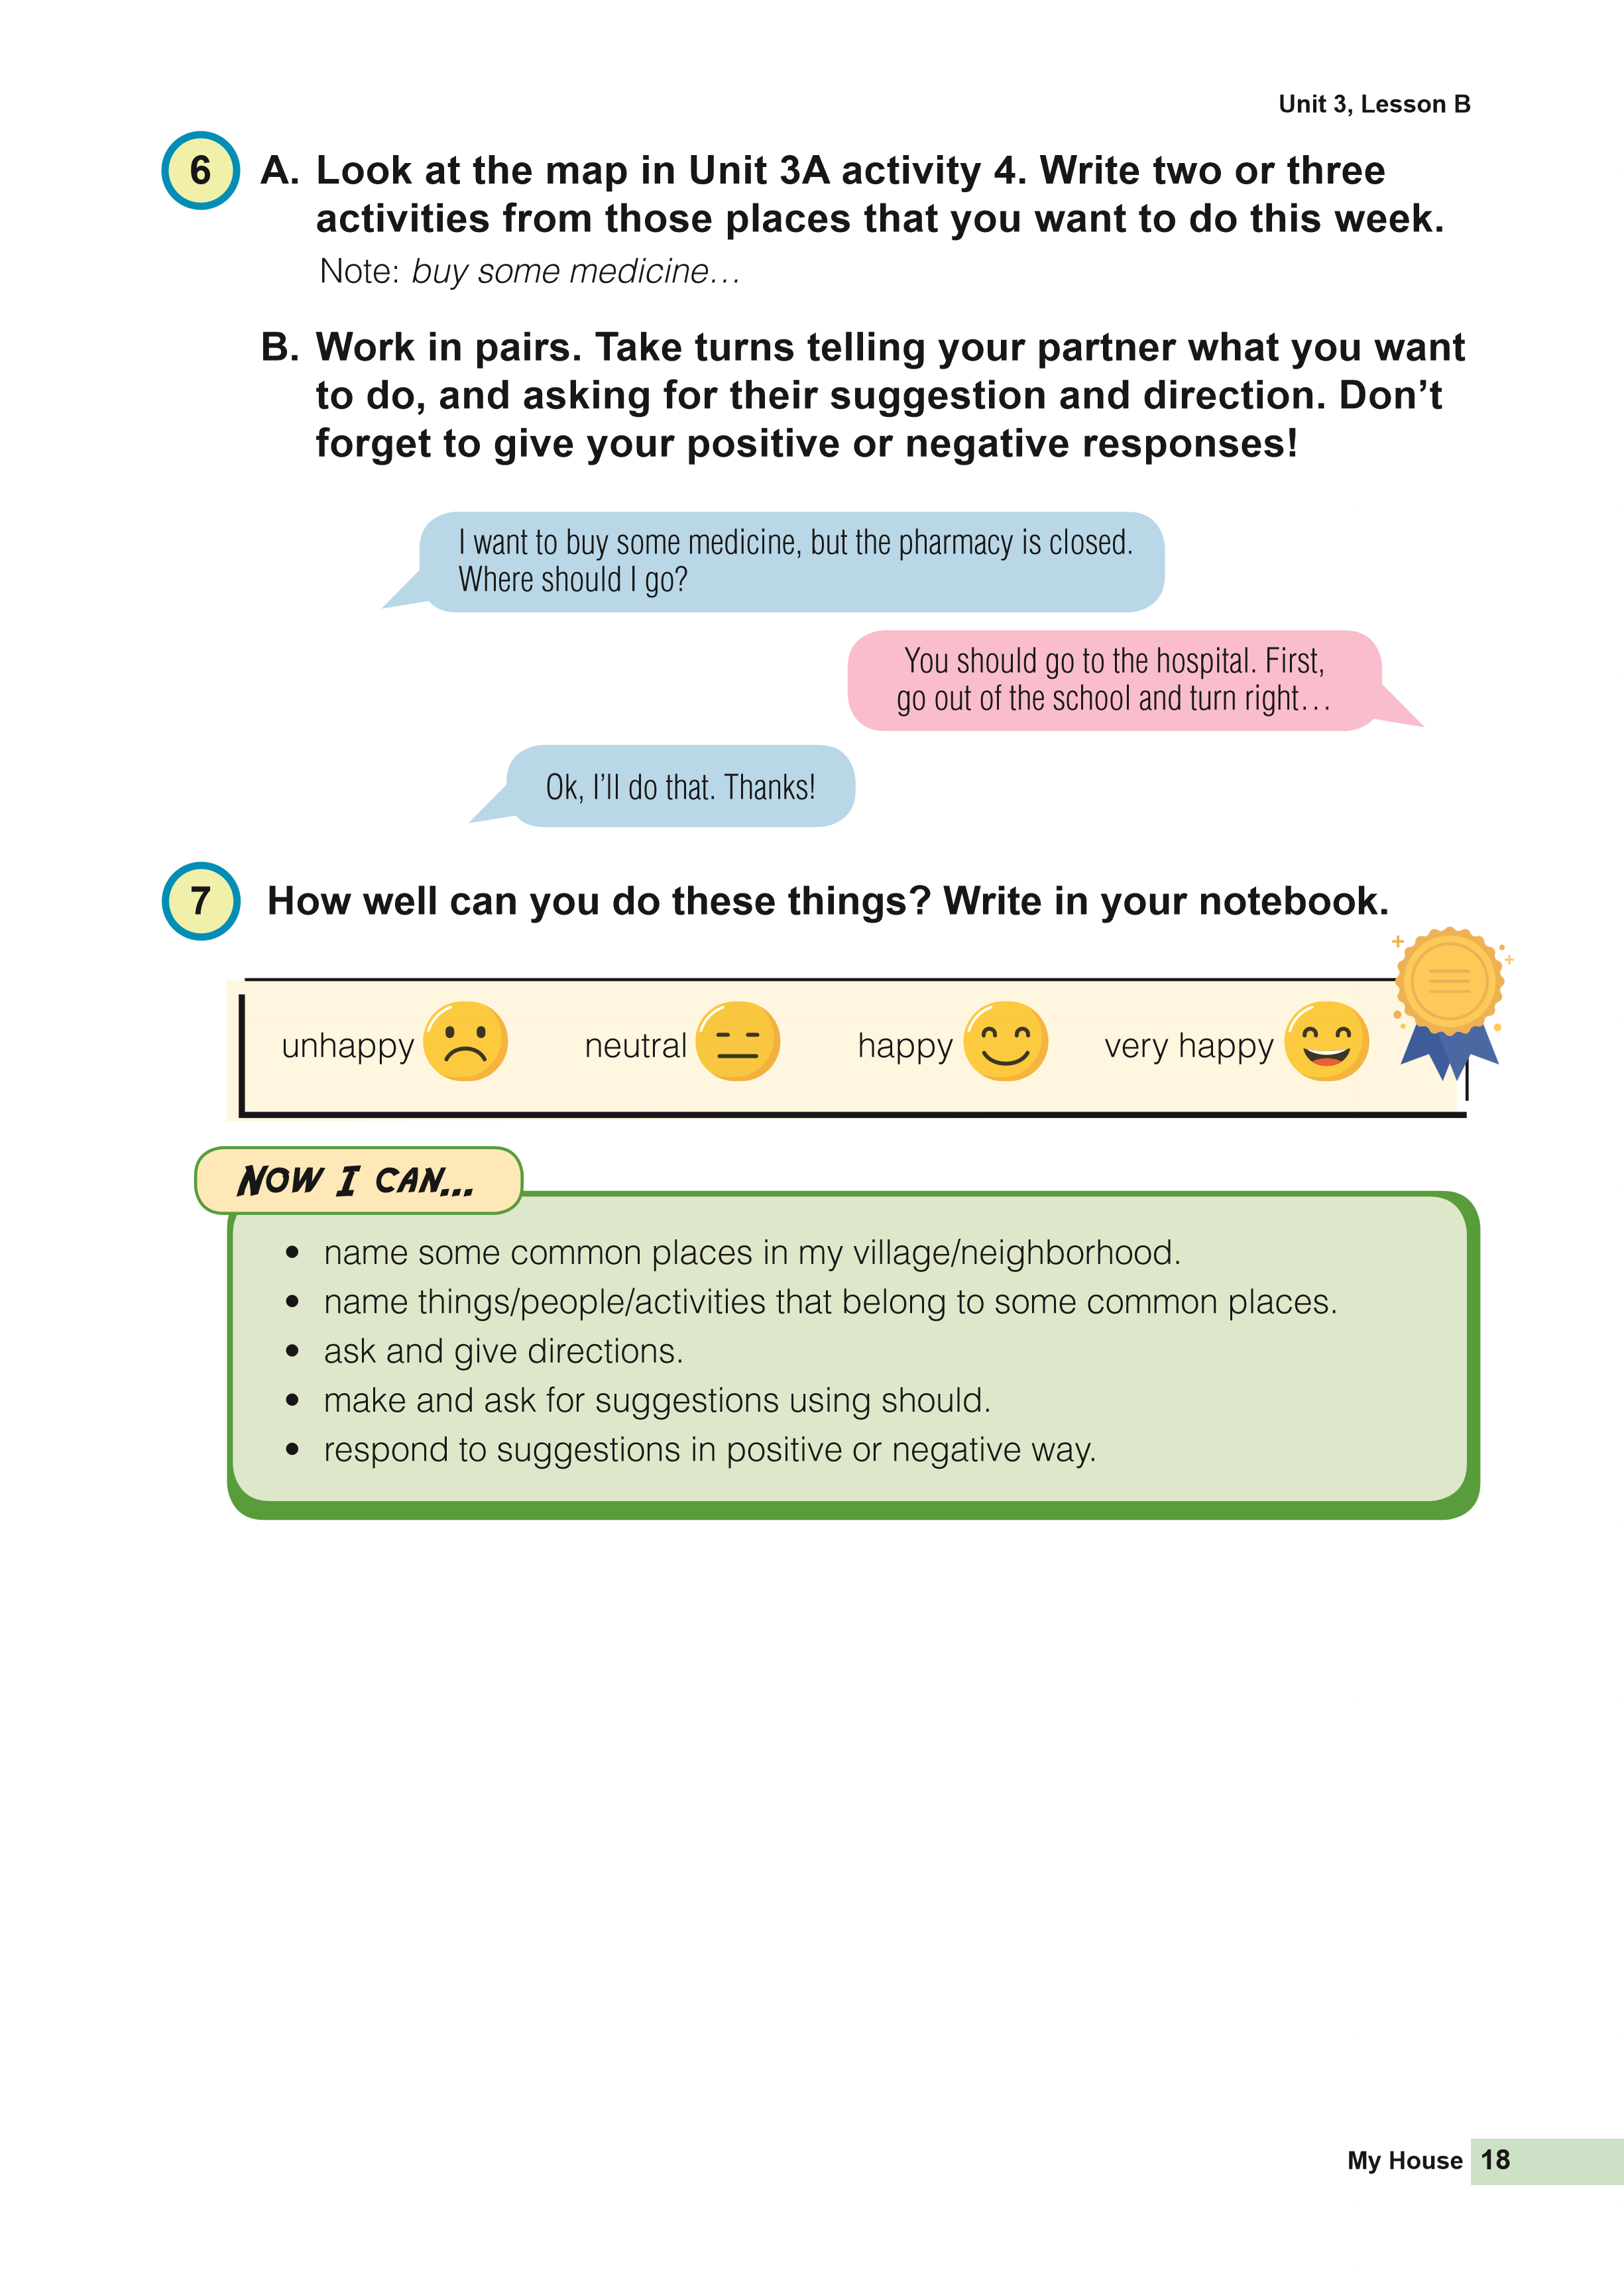 Unit 3, Lesson B
6 A. Look at the map in Unit 3A activity 4. Write two or three
activities from those places that you want to do this week.
Note: buy some medicine…
B. Work in pairs. Take turns telling your partner what you want
to do, and asking for their suggestion and direction. Don’t
forget to give your positive or negative responses!
I want to buy some medicine, but the pharmacy is closed.
Where should I go?
You should go to the hospital. First,
go out of the school and turn right…
Ok, I’ll do that. Thanks!
7 How well can you do these things? Write in your notebook.
unhappy neutral happy very happy
Now I can...
• name some common places in my village/neighborhood.
• name things/people/activities that belong to some common places.
• ask and give directions.
• make and ask for suggestions using should.
• respond to suggestions in positive or negative way.
My House 18